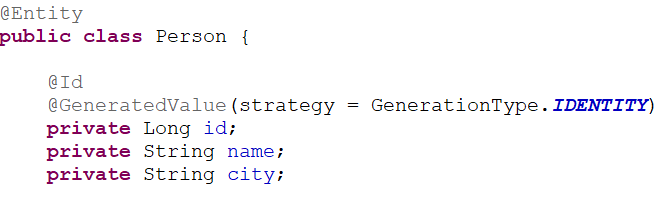 @Entity
public class Person {
@Id
@GeneratedValue(strategy = GenerationType.IDENTITY)
private Long id;
private String name;
private String city;